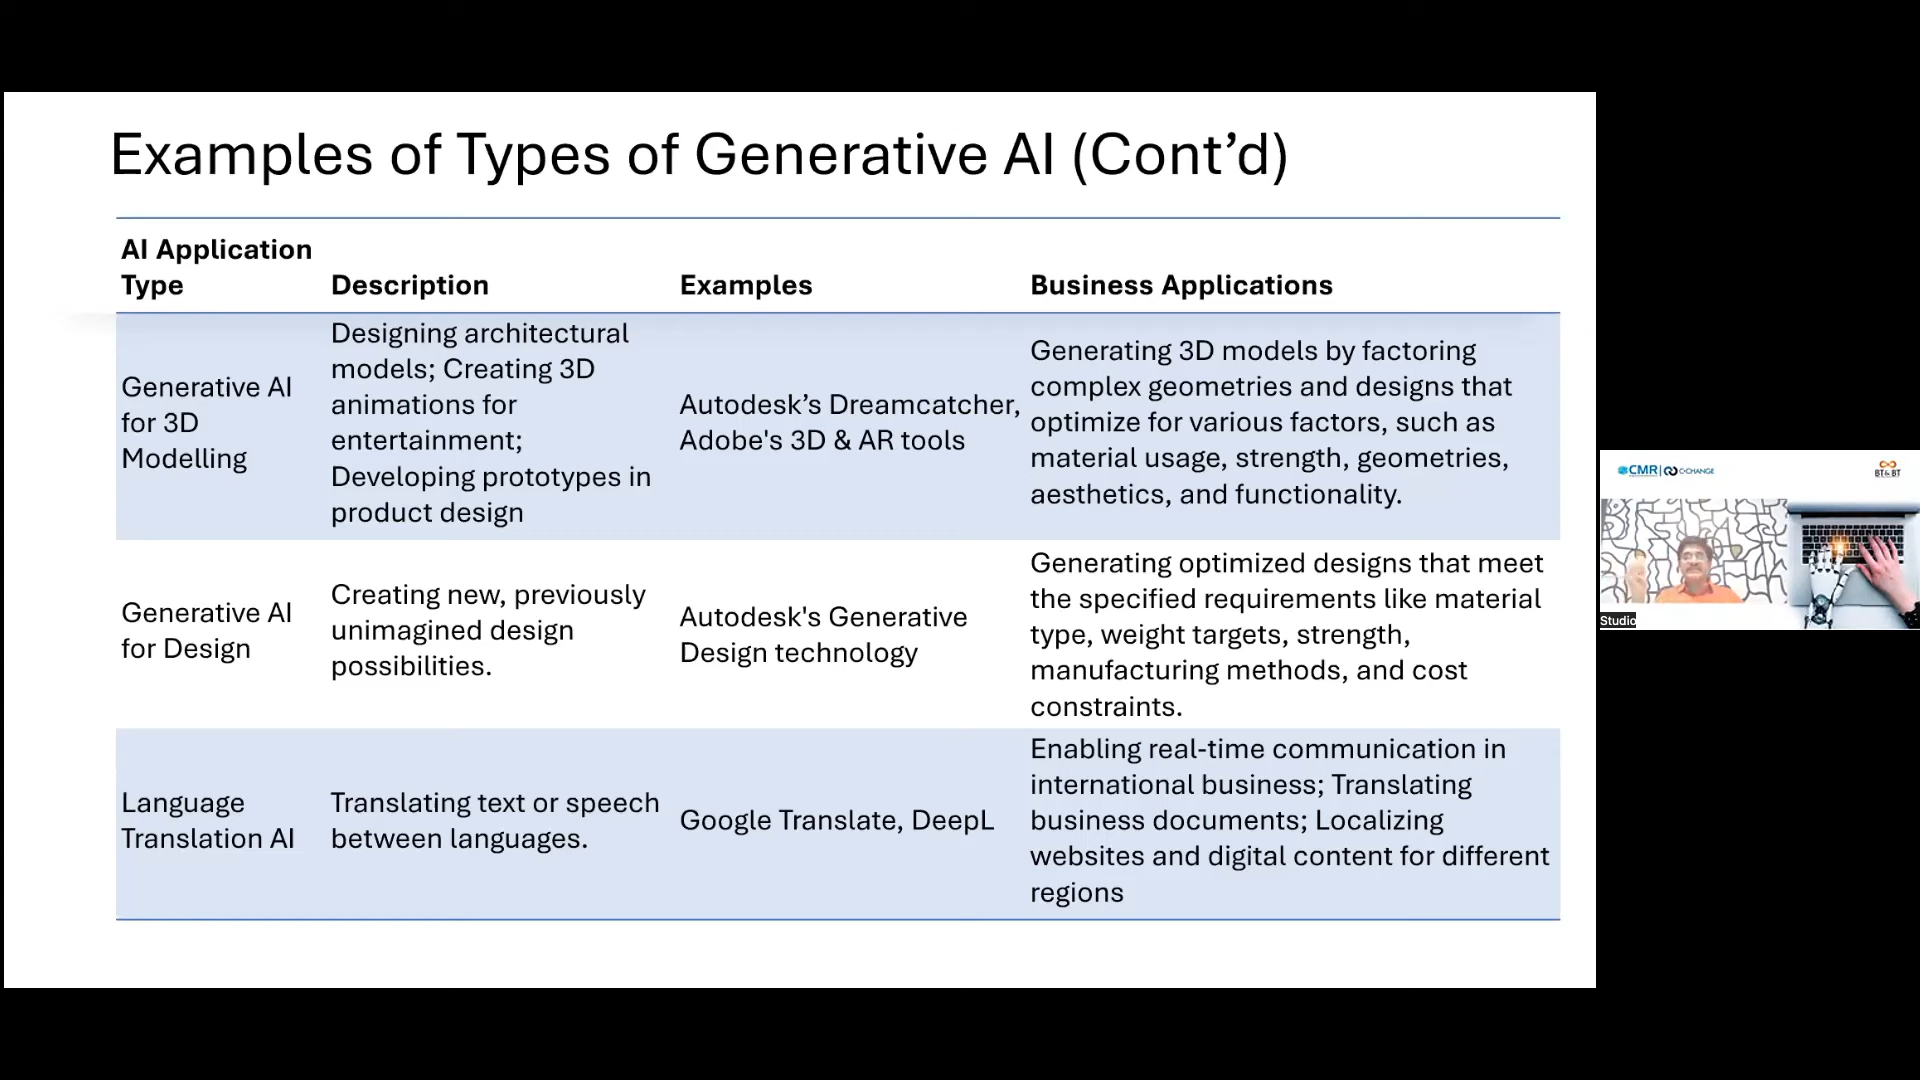 Examples of Types of Generative AI (Cont’d)
AI Application
Type
Description
Examples
Business Applications
Generative AI
for 3D
Modelling
Designing architectural
models; Creating 3D
animations for
entertainment;
Developing prototypes in
product design
Autodesk’s Dreamcatcher,
Adobe's 3D & AR tools
Generating 3D models by factoring
complex geometries and designs that
optimize for various factors, such as
material usage, strength, geometries,
aesthetics, and functionality.
Generative AI
for Design
Creating new, previously
unimagined design
possibilities.
Autodesk's Generative
Design technology
Generating optimized designs that meet
the specified requirements like material
type, weight targets, strength,
manufacturing methods, and cost
constraints.
Language
Translation AI
Translating text or speech
between languages.
Google Translate, DeepL
Enabling real-time communication in
international business; Translating
business documents; Localizing
websites and digital content for different
regions
CMR C·CHANGE
BT& BT
Studio